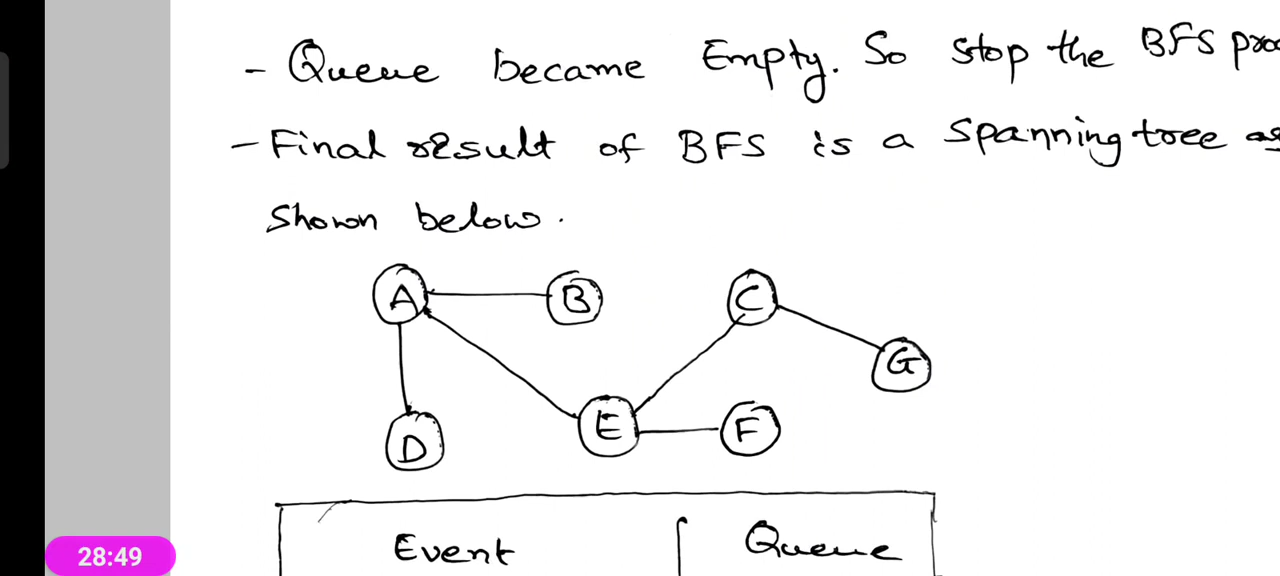 - Queue became Empty. So stop the BFS
- Final result of BFS is a spanning tree as
shown below.
A B C
G
D E F
Event Queue
28:49